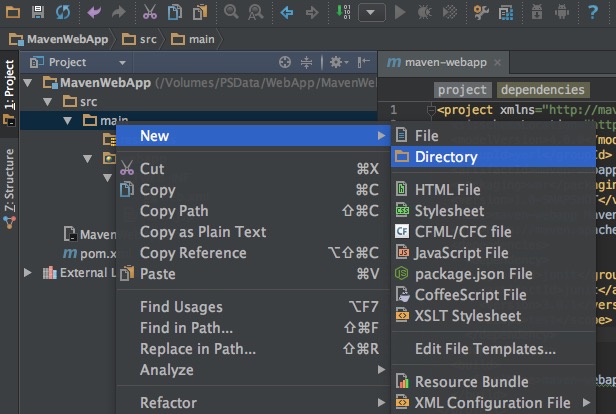 MavenWebApp src main
Project
maven-webapp
1: Project
MavenWebApp (/Volumes/PSData/WebApp/MavenWeb
project dependencies
src
1 <project xmlns="http://mav
main
New
File
Directory
Cut ⌘X
HTML File
Copy ⌘C
Stylesheet
Copy Path ⇧⌘C
CFML/CFC file
Copy as Plain Text
JavaScript File
Copy Reference ⌥⇧⌘C
package.json File
Paste ⌘V
CoffeeScript File
XSLT Stylesheet
Z: Structure
Maven
pom.x
External L
Find Usages ⌥F7
Find in Path... ⇧⌘F
Edit File Templates...
Replace in Path... ⇧⌘R
Analyze
Resource Bundle
Refactor
XML Configuration File